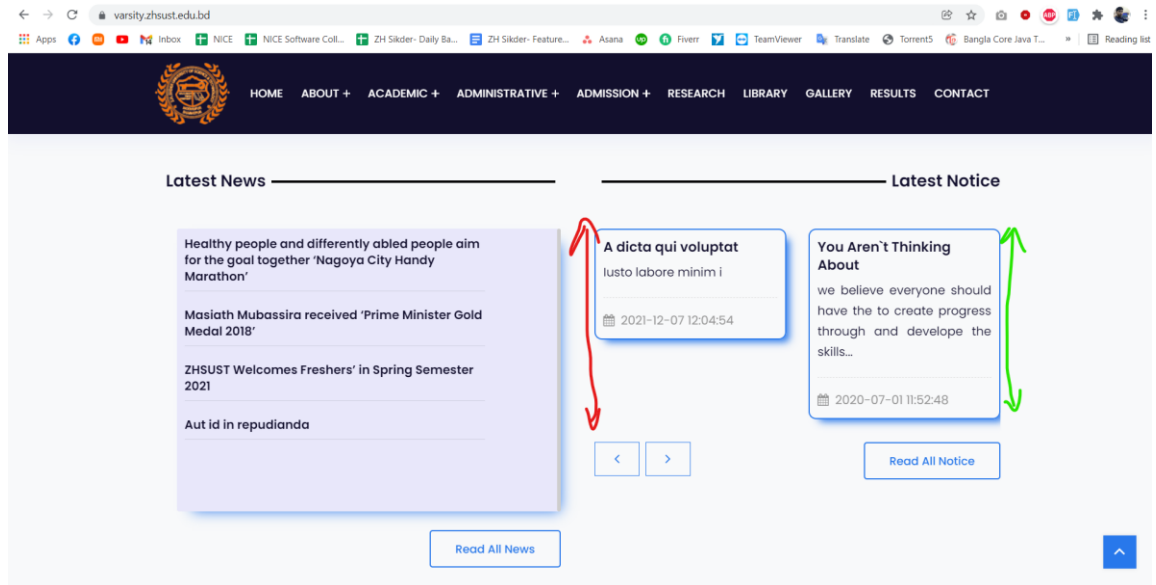 varsity.zhsust.edu.bd
Apps Inbox NICE NICE Software Coll... ZH Sikder- Daily Ba... ZH Sikder- Feature... Asana Fiverr TeamViewer Translate Torrent5 Bangla Core Java T... » Reading list
HOME ABOUT + ACADEMIC + ADMINISTRATIVE + ADMISSION + RESEARCH LIBRARY GALLERY RESULTS CONTACT
Latest News
Healthy people and differently abled people aim
for the goal together ‘Nagoya City Handy
Marathon’
Masiath Mubassira received ‘Prime Minister Gold
Medal 2018’
ZHSUST Welcomes Freshers’ in Spring Semester
2021
Aut id in repudianda
Read All News
Latest Notice
A dicta qui voluptat
Iusto labore minim i
2021-12-07 12:04:54
You Aren`t Thinking
About
we believe everyone should
have the to create progress
through and develope the
skills...
2020-07-01 11:52:48
Read All Notice